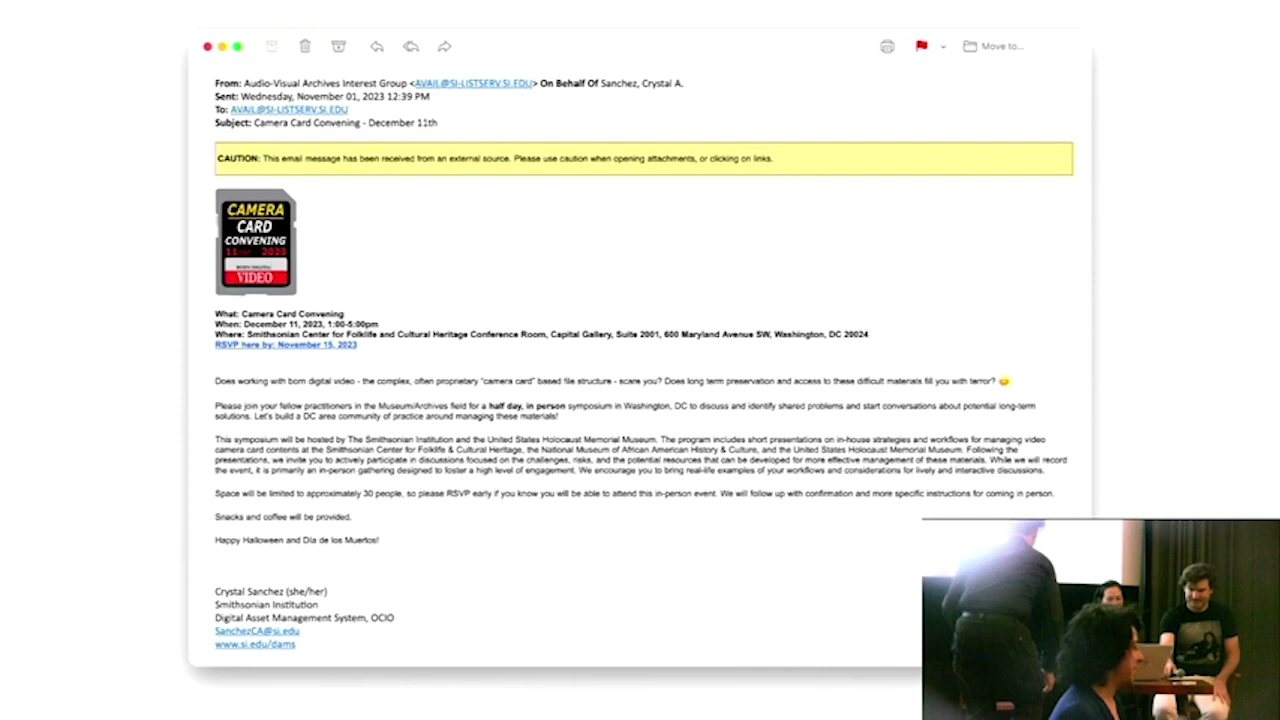 Move to...
From: Audio-Visual Archives Interest Group <AVAIL@SI-LISTSERV.SI.EDU> On Behalf Of Sanchez, Crystal A.
Sent: Wednesday, November 01, 2023 12:39 PM
To: AVAIL@SI-LISTSERV.SI.EDU
Subject: Camera Card Convening - December 11th
CAUTION: This email message has been received from an external source. Please use caution when opening attachments, or clicking on links.
CAMERA
CARD
CONVENING
2023
BORN DIGITAL
VIDEO
What: Camera Card Convening
When: December 11, 2023, 1:00-5:00pm
Where: Smithsonian Center for Folklife and Cultural Heritage Conference Room, Capital Gallery, Suite 2001, 600 Maryland Avenue SW, Washington, DC 20024
RSVP here by: November 15, 2023
Does working with born digital video - the complex, often proprietary "camera card" based file structure - scare you? Does long term preservation and access to these difficult materials fill you with terror?
Please join your fellow practitioners in the Museum/Archives field for a half day, in person symposium in Washington, DC to discuss and identify shared problems and start conversations about potential long-term
solutions. Let's build a DC area community of practice around managing these materials!
This symposium will be hosted by The Smithsonian Institution and the United States Holocaust Memorial Museum. The program includes short presentations on in-house strategies and workflows for managing video
camera card contents at the Smithsonian Center for Folklife & Cultural Heritage, the National Museum of African American History & Culture, and the United States Holocaust Memorial Museum. Following the
presentations, we invite you to actively participate in discussions focused on the challenges, risks, and the potential resources that can be developed for more effective management of these materials. While we will record
the event, it is primarily an in-person gathering designed to foster a high level of engagement. We encourage you to bring real-life examples of your workflows and considerations for lively and interactive discussions.
Space will be limited to approximately 30 people, so please RSVP early if you know you will be able to attend this in-person event. We will follow up with confirmation and more specific instructions for coming in person.
Snacks and coffee will be provided.
Happy Halloween and Dia de los Muertos!
Crystal Sanchez (she/her)
Smithsonian Institution
Digital Asset Management System, OCIO
SanchezCA@si.edu
www.si.edu/dams